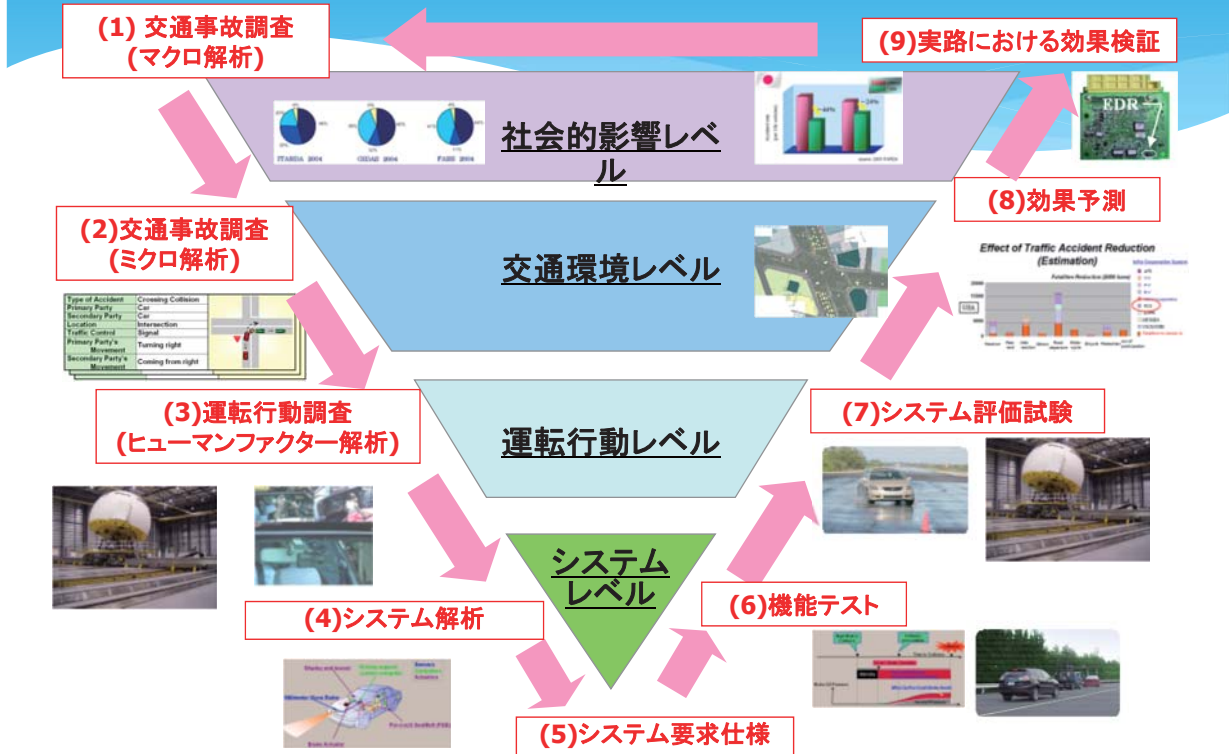 (1) 交通事故調査
(マクロ解析)
(9)実路における効果検証
社会的影響レベ
ル
ITARDA 2004
GIDAS 2004
FARS 2004
EDR
(2)交通事故調査
(ミクロ解析)
(8)効果予測
交通環境レベル
Effect of Traffic Accident Reduction
(Estimation)
Type of Accident Crossing Collision
Primary Party Car
Secondary Party Car
Location Intersection
Traffic Control Signal
Primary Party's
Movement Turning right
Secondary Party's
Movement Coming from right
(3)運転行動調査
(ヒューマンファクター解析)
(7)システム評価試験
運転行動レベル
システム
レベル
(4)システム解析
(6)機能テスト
(5)システム要求仕様